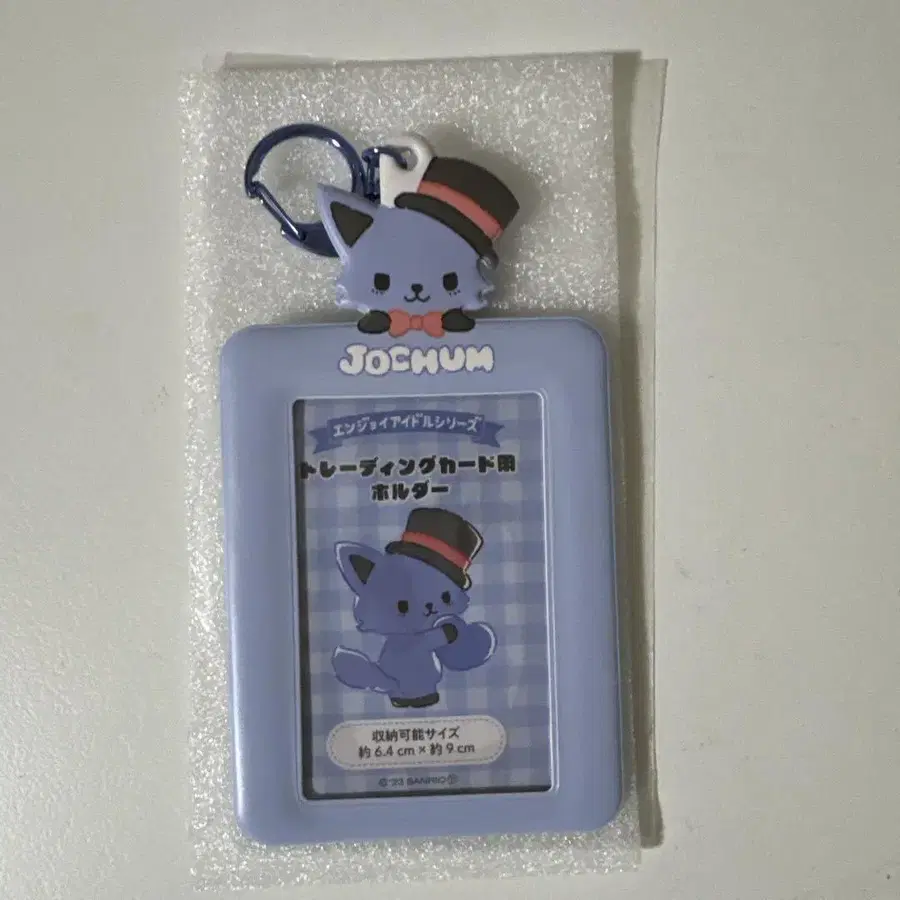 JOCHUM
エンジョイアイドルシリーズ
トレーディングカード用
ホルダー
収納可能サイズ
約 6.4 cm × 約 9 cm
© '23 SANRIO Ⓟ